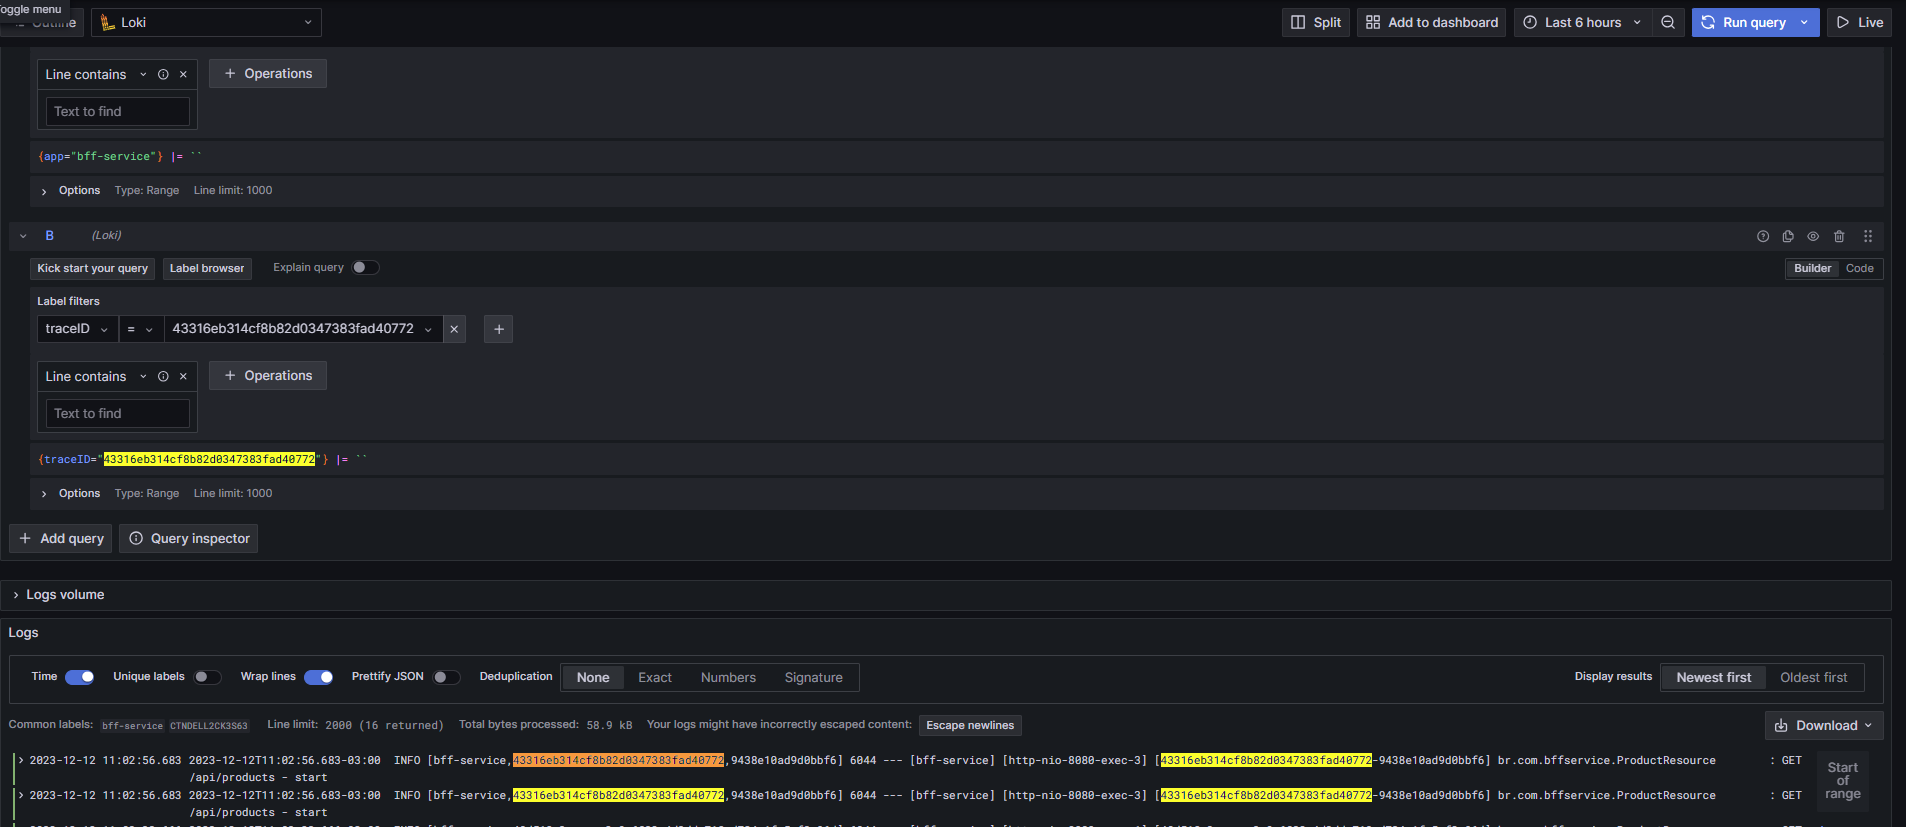 Toggle menu
Outline
Loki
Split
Add to dashboard
Last 6 hours
Run query
Live
Line contains
Operations
Text to find
{app="bff-service"} |= ``
Options Type: Range Line limit: 1000
B (Loki)
Kick start your query Label browser Explain query
Builder Code
Label filters
traceID = 43316eb314cf8b82d0347383fad40772
Line contains
Operations
Text to find
{traceID="43316eb314cf8b82d0347383fad40772"} |= ``
Options Type: Range Line limit: 1000
Add query Query inspector
Logs volume
Logs
Time Unique labels Wrap lines Prettify JSON Deduplication None Exact Numbers Signature Display results Newest first Oldest first
Common labels: bff-service CTNDELL2CK3S63 Line limit: 2000 (16 returned) Total bytes processed: 58.9 kB Your logs might have incorrectly escaped content: Escape newlines Download
2023-12-12 11:02:56.683 2023-12-12T11:02:56.683-03:00 INFO [bff-service,43316eb314cf8b82d0347383fad40772,9438e10ad9d0bbf6] 6044 --- [bff-service] [http-nio-8080-exec-3] [43316eb314cf8b82d0347383fad40772-9438e10ad9d0bbf6] br.com.bffservice.ProductResource : GET
/api/products - start
2023-12-12 11:02:56.683 2023-12-12T11:02:56.683-03:00 INFO [bff-service,43316eb314cf8b82d0347383fad40772,9438e10ad9d0bbf6] 6044 --- [bff-service] [http-nio-8080-exec-3] [43316eb314cf8b82d0347383fad40772-9438e10ad9d0bbf6] br.com.bffservice.ProductResource : GET
/api/products - start
Start
of
range